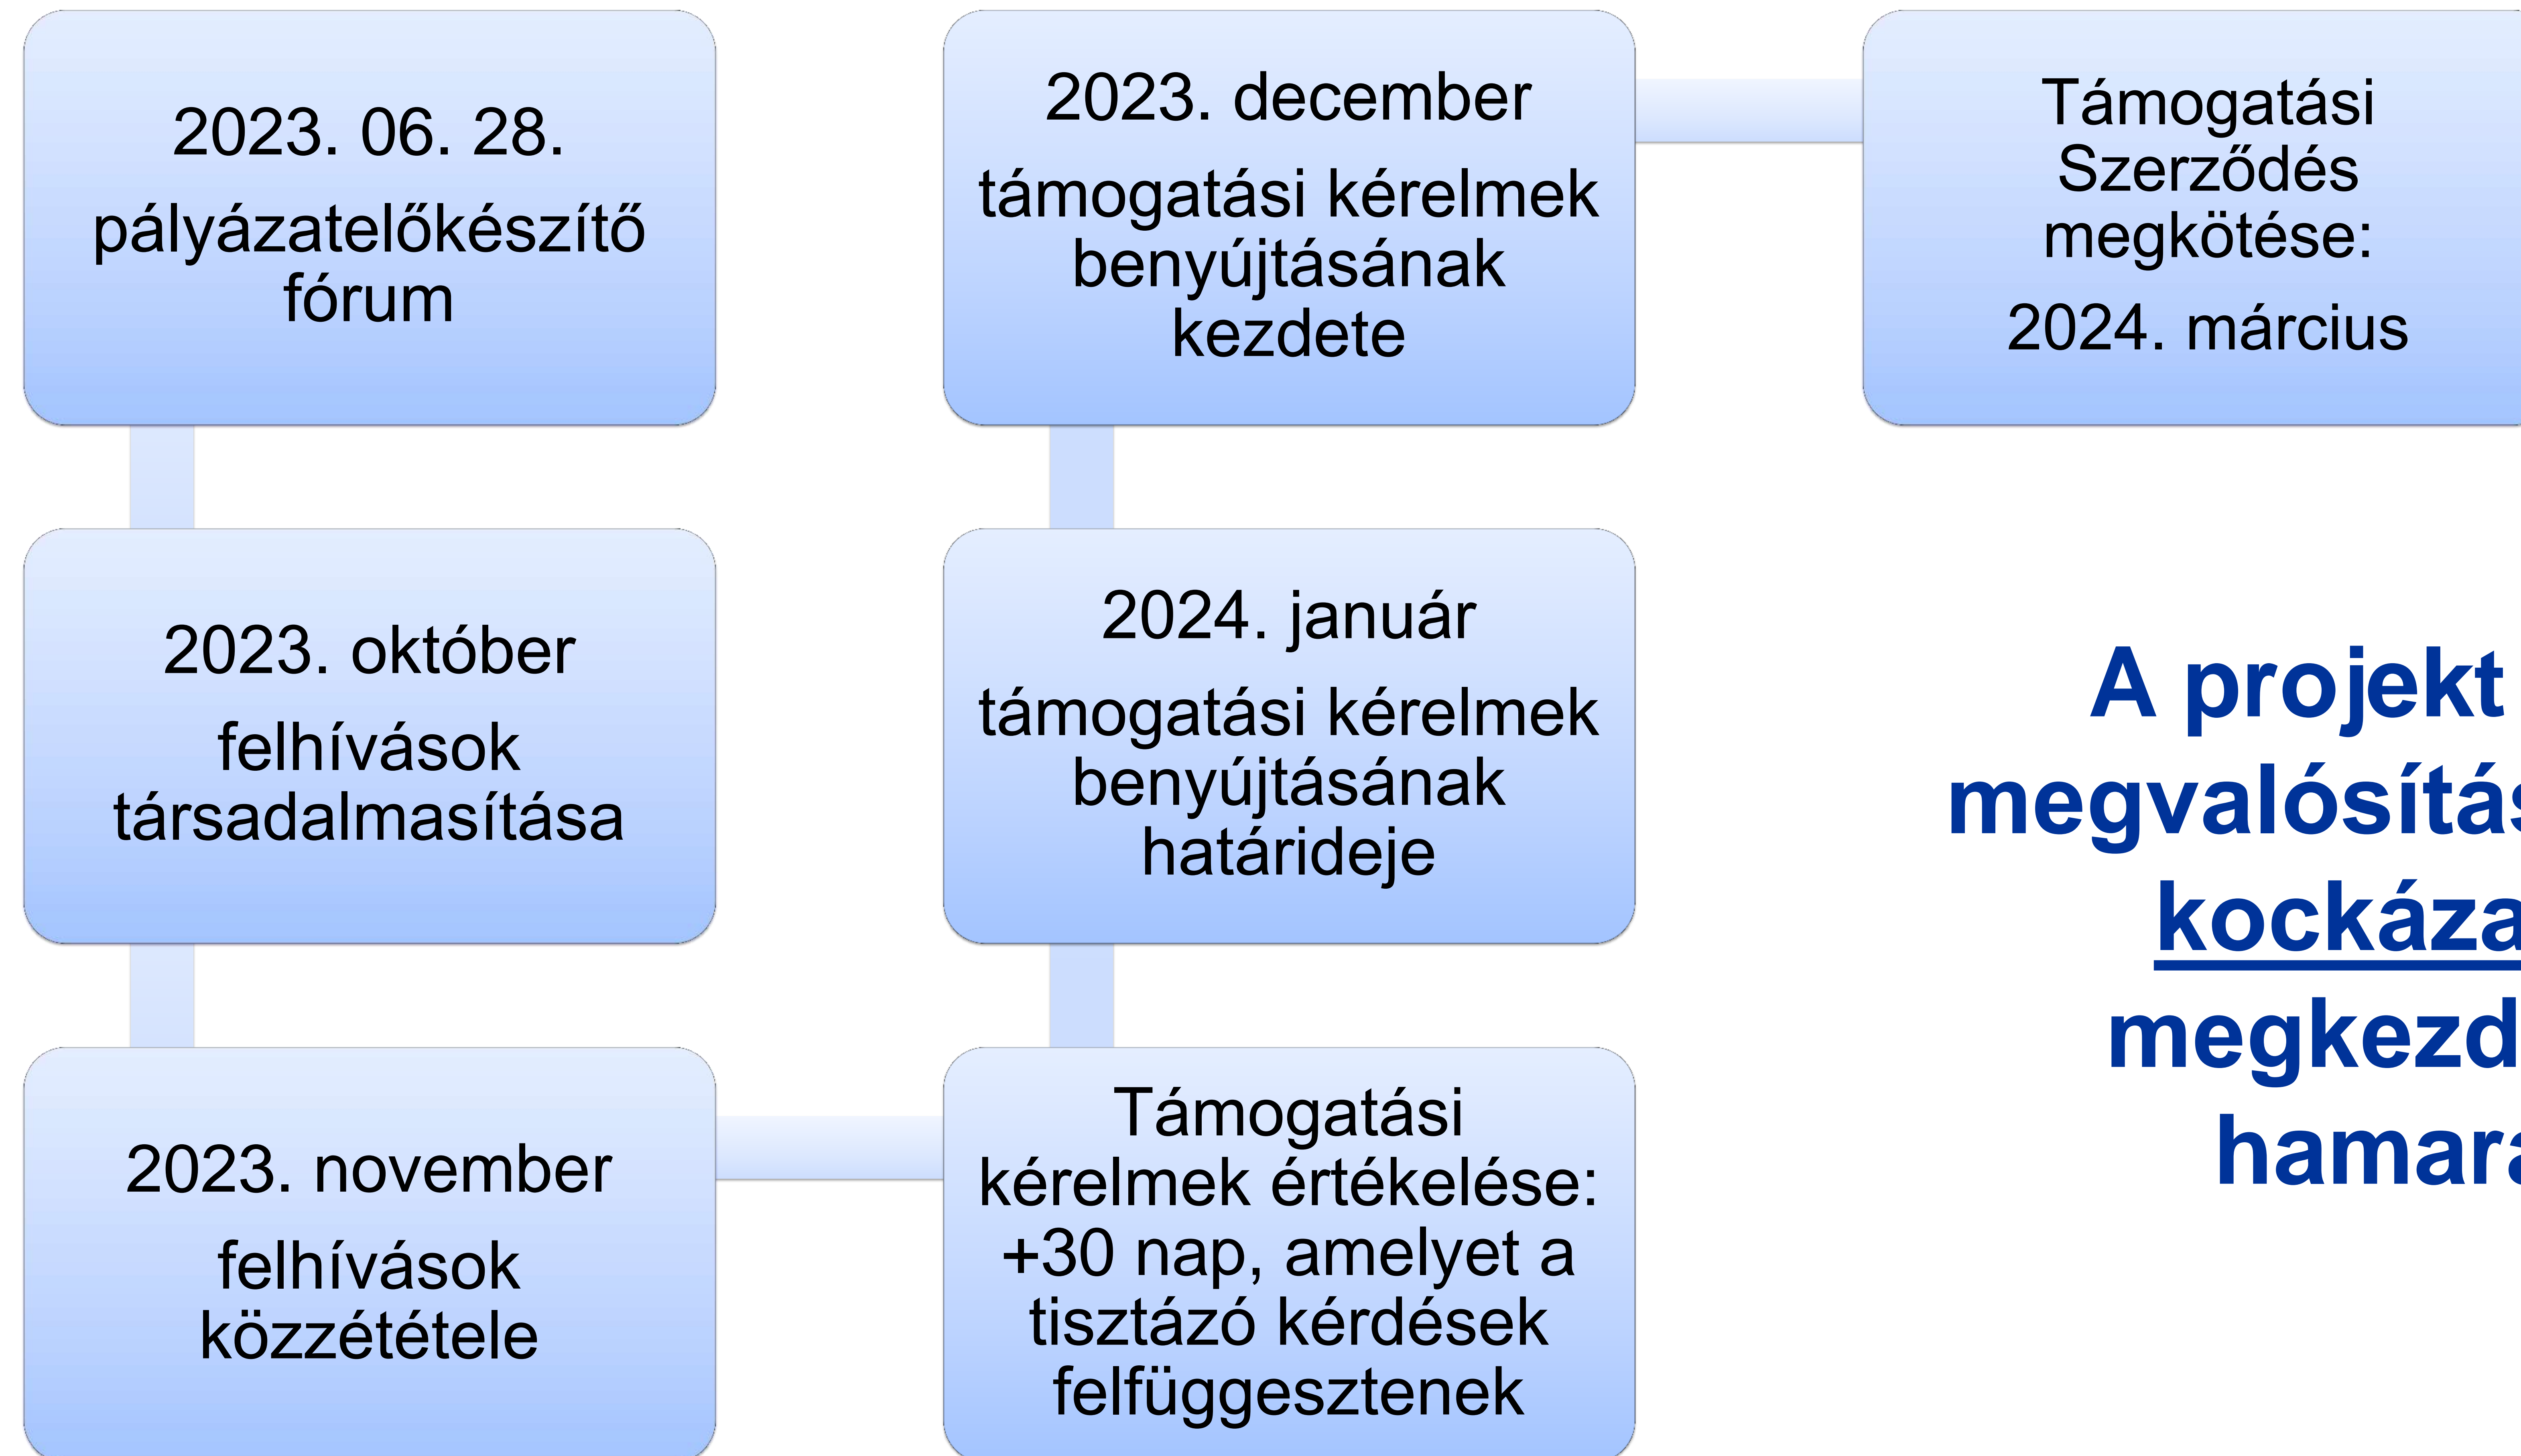 2023. 06. 28.
pályázatelőkészítő
fórum
2023. október
felhívások
társadalmasítása
2023. november
felhívások
közzététele
2023. december
támogatási kérelmek
benyújtásának
kezdete
2024. január
támogatási kérelmek
benyújtásának
határideje
Támogatási
kérelmek értékelése:
+30 nap, amelyet a
tisztázó kérdések
felfüggesztenek
Támogatási
Szerződés
megkötése:
2024. március
A projekt